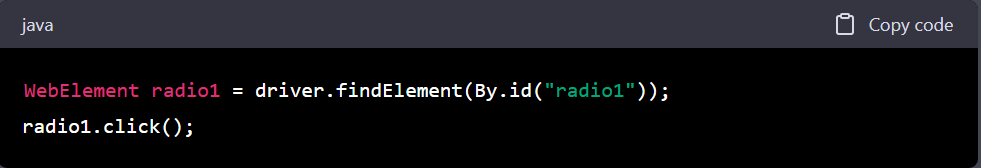 java
Copy code
WebElement radio1 = driver.findElement(By.id("radio1"));
radio1.click();